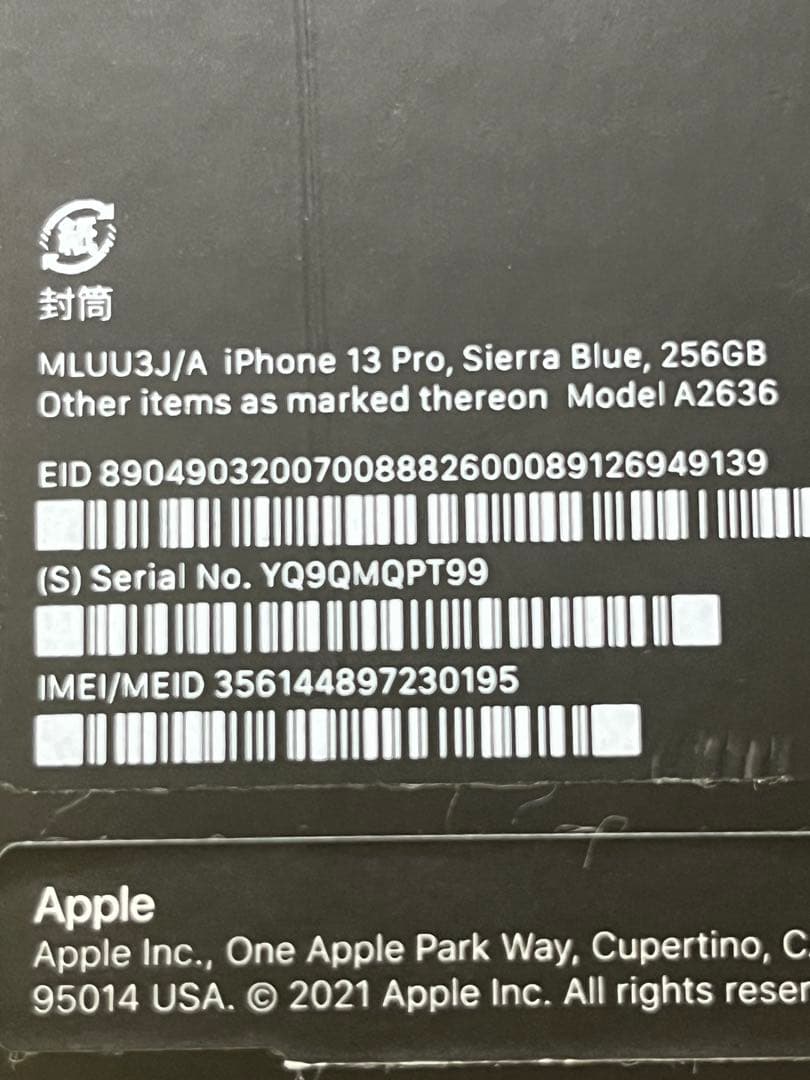 紙
封筒
MLUU3J/A iPhone 13 Pro, Sierra Blue, 256GB
Other items as marked thereon Model A2636
EID 89049032007008882600089126949139
(S) Serial No. YQ9QMQPT99
IMEI/MEID 356144897230195
Apple
Apple Inc., One Apple Park Way, Cupertino, C
95014 USA. © 2021 Apple Inc. All rights reser